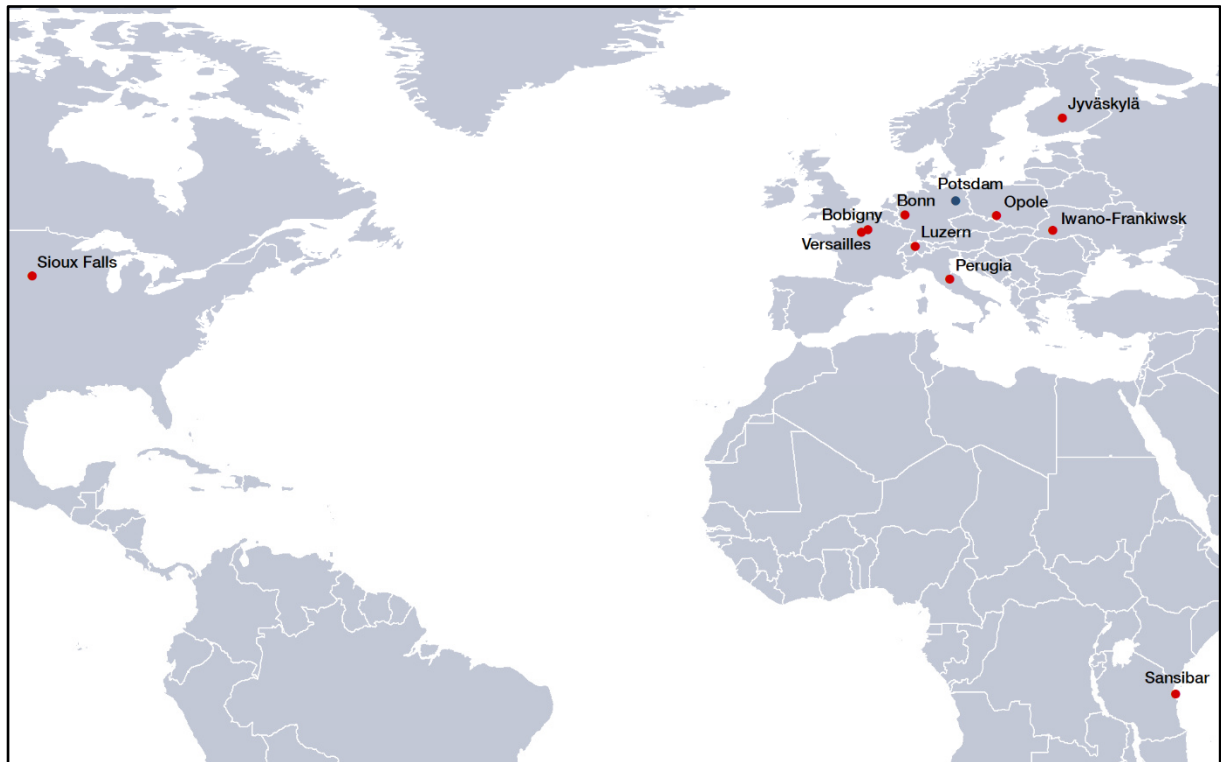 Jyväskylä
Potsdam
Bonn
Opole
Bobigny
Iwano-Frankiwsk
Luzern
Versailles
Sioux Falls
Perugia
Sansibar